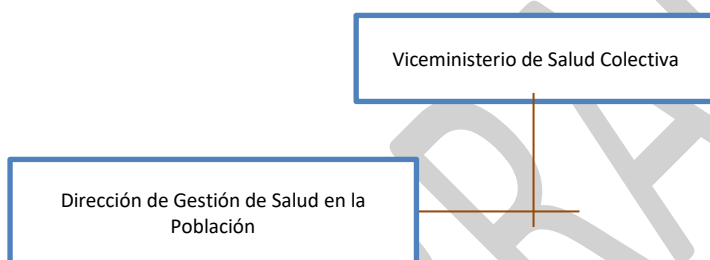 Viceministerio de Salud Colectiva
Dirección de Gestión de Salud en la
Población